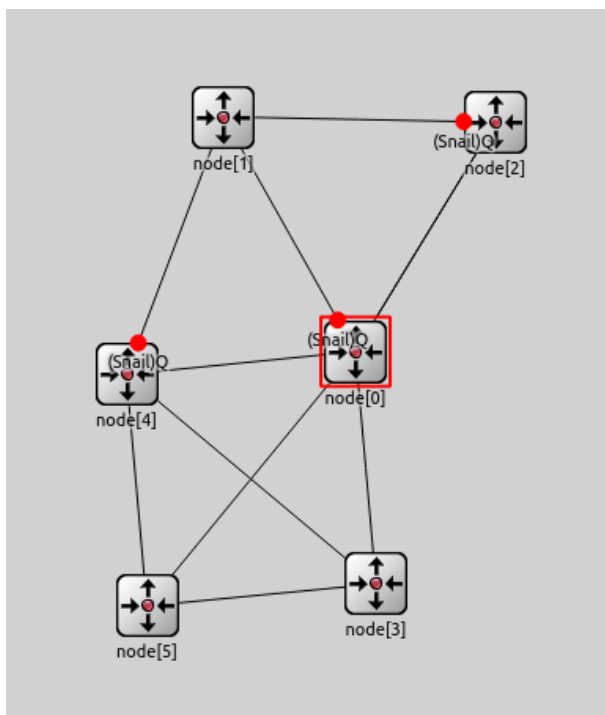 (Snail)Q
node[1]
node[2]
(Snail)Q
(Snail)Q
node[0]
node[4]
node[3]
node[5]